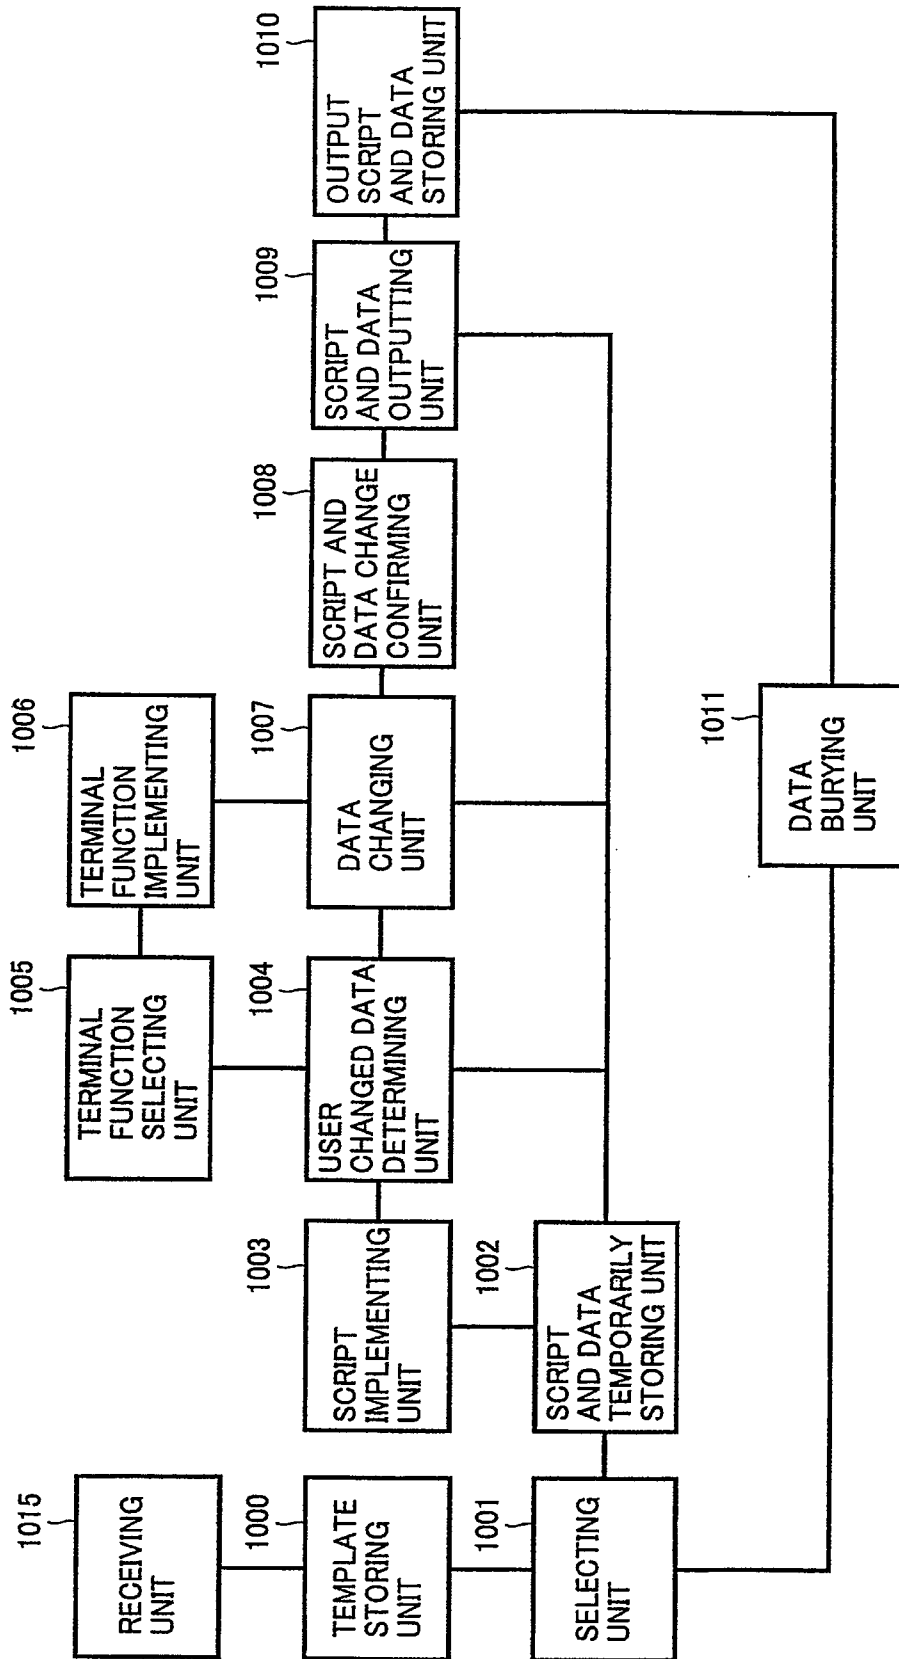 1015
RECEIVING
UNIT
1000
TEMPLATE
STORING
UNIT
1001
SELECTING
UNIT
1002
SCRIPT
AND DATA
TEMPORARILY
STORING UNIT
1003
SCRIPT
IMPLEMENTING
UNIT
1004
USER
CHANGED DATA
DETERMINING
UNIT
1005
TERMINAL
FUNCTION
SELECTING
UNIT
1006
TERMINAL
FUNCTION
IMPLEMENTING
UNIT
1007
DATA
CHANGING
UNIT
1008
SCRIPT AND
DATA CHANGE
CONFIRMING
UNIT
1009
SCRIPT
AND DATA
OUTPUTTING
UNIT
1010
OUTPUT
SCRIPT
AND DATA
STORING UNIT
1011
DATA
BURYING
UNIT